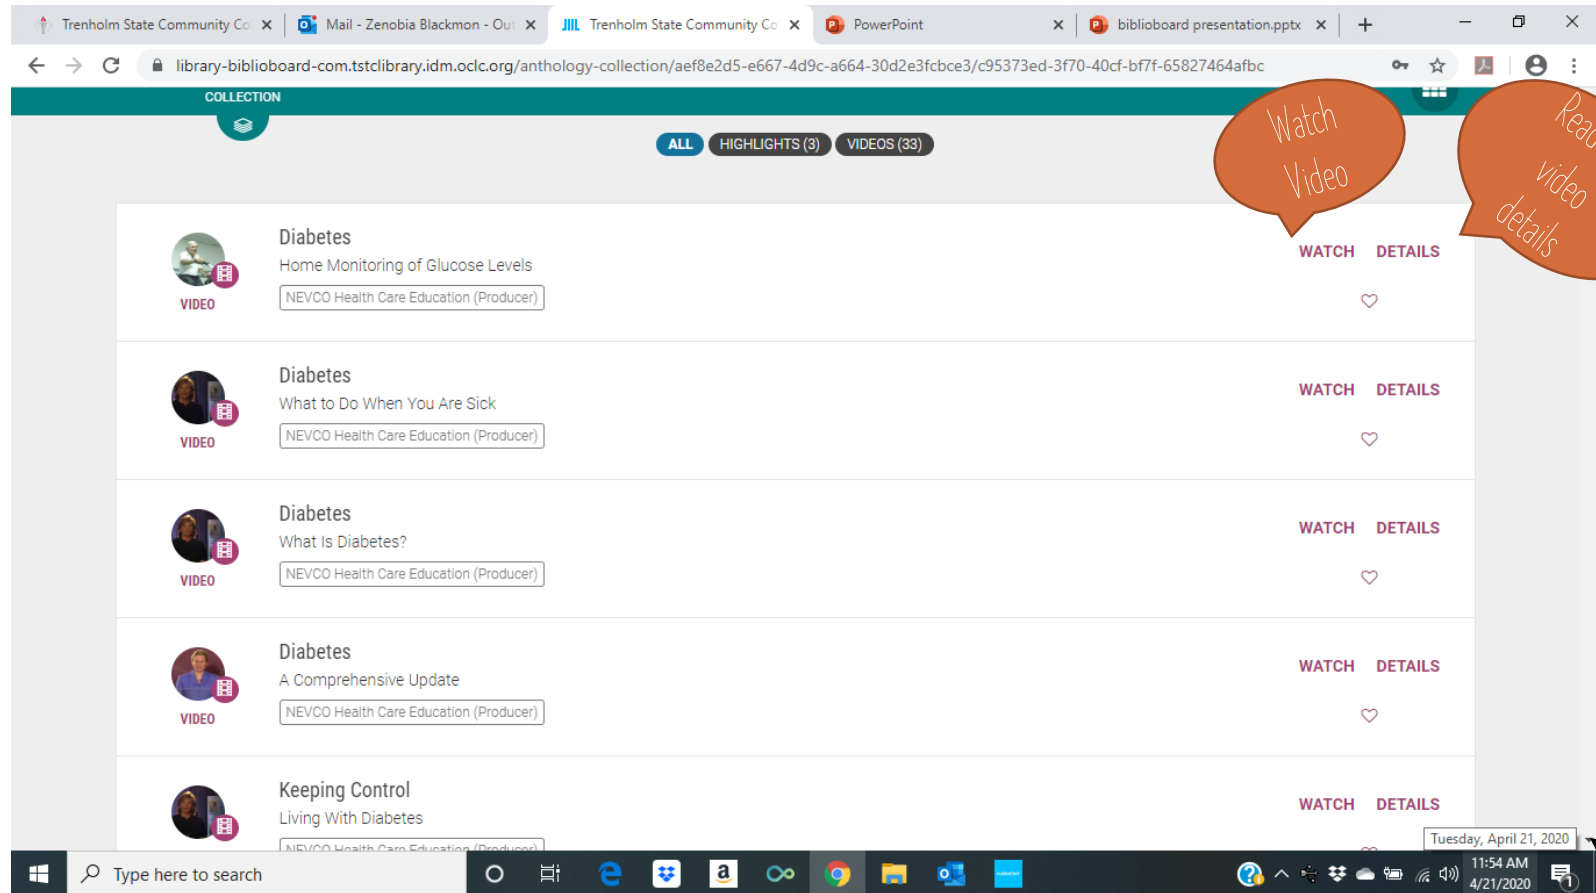 Trenholm State Community Co
Mail - Zenobia Blackmon - Out
Trenholm State Community Co
PowerPoint
biblioboard presentation.pptx
library-biblioboard-com.tstclibrary.idm.oclc.org/anthology-collection/aef8e2d5-e667-4d9c-a664-30d2e3fcbce3/c95373ed-3f70-40cf-bf7f-65827464afbc
COLLECTION
ALL HIGHLIGHTS (3) VIDEOS (33)
Watch
Video
Read
video
details
Diabetes
Home Monitoring of Glucose Levels
NEVCO Health Care Education (Producer)
VIDEO
WATCH DETAILS
Diabetes
What to Do When You Are Sick
NEVCO Health Care Education (Producer)
VIDEO
WATCH DETAILS
Diabetes
What Is Diabetes?
NEVCO Health Care Education (Producer)
VIDEO
WATCH DETAILS
Diabetes
A Comprehensive Update
NEVCO Health Care Education (Producer)
VIDEO
WATCH DETAILS
Keeping Control
Living With Diabetes
NEVCO Health Care Education (Producer)
WATCH DETAILS
Tuesday, April 21, 2020
Type here to search
11:54 AM
4/21/2020